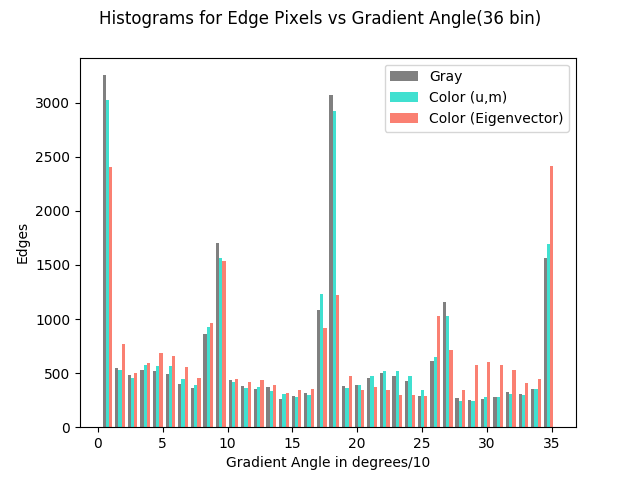 Histograms for Edge Pixels vs Gradient Angle(36 bin)
Gray
Color (u,m)
Color (Eigenvector)
3000
2500
2000
1500
1000
500
0
Edges
0 5 10 15 20 25 30 35
Gradient Angle in degrees/10